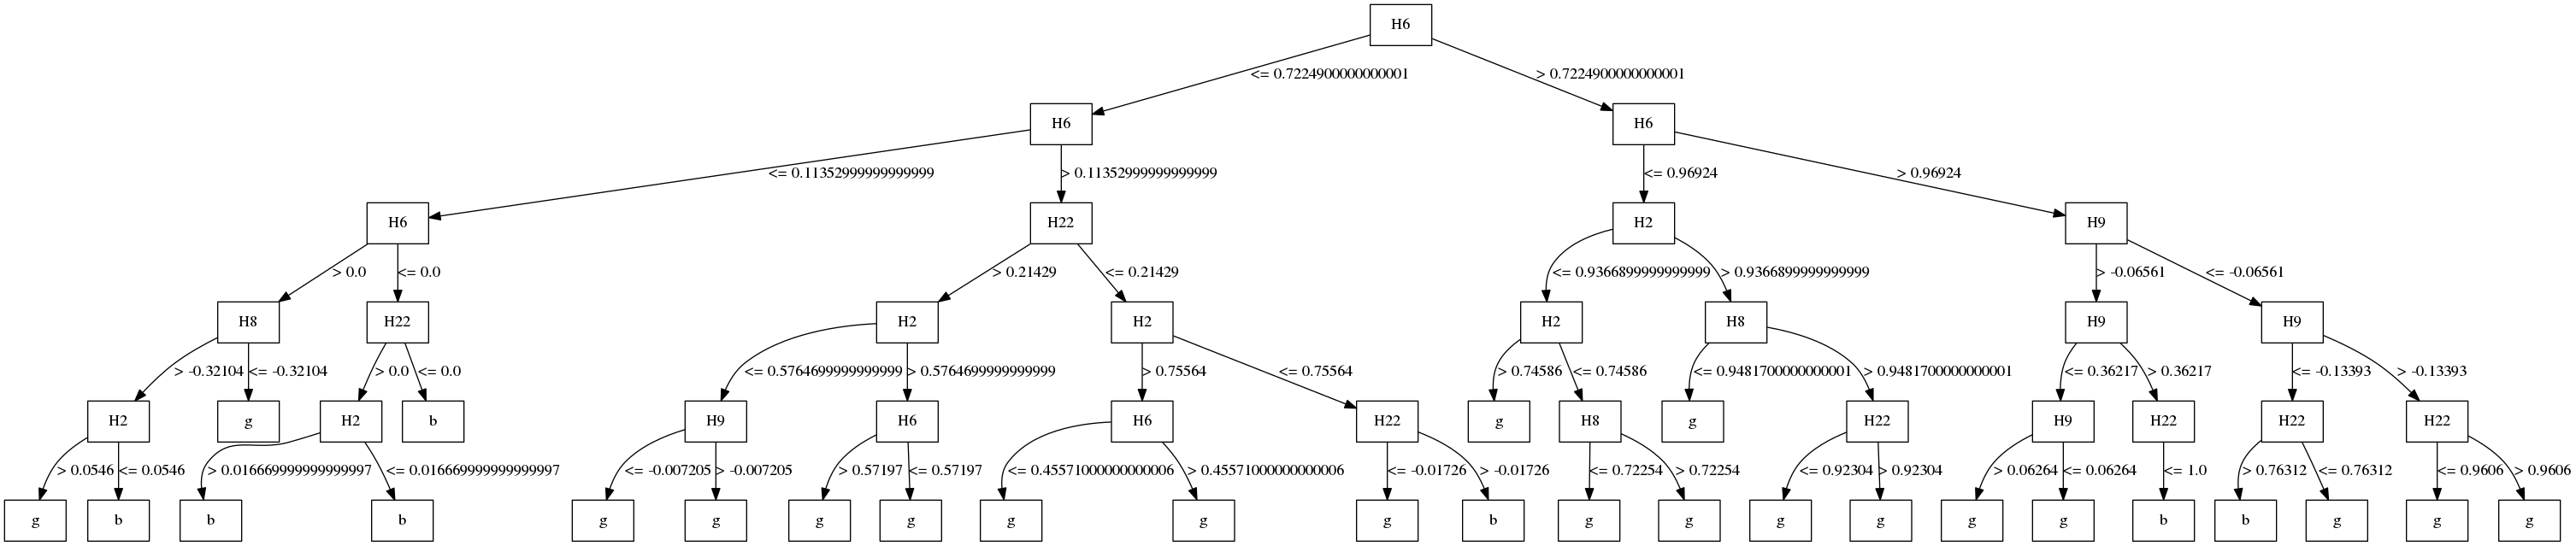 H6
<= 0.7224900000000001
> 0.7224900000000001
H6
H6
<= 0.11352999999999999
> 0.11352999999999999
<= 0.96924
> 0.96924
H6
H22
H2
H9
> 0.0
<= 0.0
> 0.21429
<= 0.21429
<= 0.9366899999999999
> 0.9366899999999999
> -0.06561
<= -0.06561
H8
H22
H2
H2
H2
H8
H9
H9
> -0.32104
<= -0.32104
> 0.0
<= 0.0
<= 0.5764699999999999
> 0.5764699999999999
> 0.75564
<= 0.75564
> 0.74586
<= 0.74586
<= 0.9481700000000001
> 0.9481700000000001
<= 0.36217
> 0.36217
<= -0.13393
> -0.13393
H2
g
H2
b
H9
H6
H6
H22
g
H8
g
H22
H9
H22
H22
H22
> 0.0546
<= 0.0546
> 0.016669999999999997
<= 0.016669999999999997
<= -0.007205
> -0.007205
> 0.57197
<= 0.57197
<= 0.45571000000000006
> 0.45571000000000006
<= -0.01726
> -0.01726
<= 0.72254
> 0.72254
<= 0.92304
> 0.92304
> 0.06264
<= 0.06264
<= 1.0
> 0.76312
<= 0.76312
<= 0.9606
> 0.9606
g
b
b
b
g
g
g
g
g
g
g
b
g
g
g
g
g
g
b
b
g
g
g